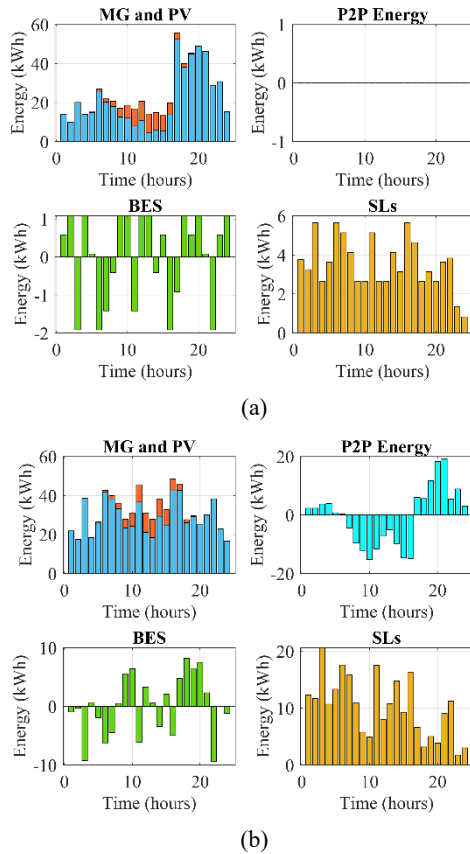 MG and PV
P2P Energy
Energy (kWh)
60
40
20
0
0
10
20
Time (hours)
Energy (kWh)
1
0
-1
0
10
20
Time (hours)
BES
SLs
Energy (kWh)
1
0
-1
-2
0
10
20
Time (hours)
Energy (kWh)
6
4
2
0
0
10
20
Time (hours)
(a)
MG and PV
P2P Energy
Energy (kWh)
60
40
20
0
0
10
20
Time (hours)
Energy (kWh)
20
0
-20
0
10
20
Time (hours)
BES
SLs
Energy (kWh)
10
0
-10
0
10
20
Time (hours)
Energy (kWh)
20
10
0
0
10
20
Time (hours)
(b)